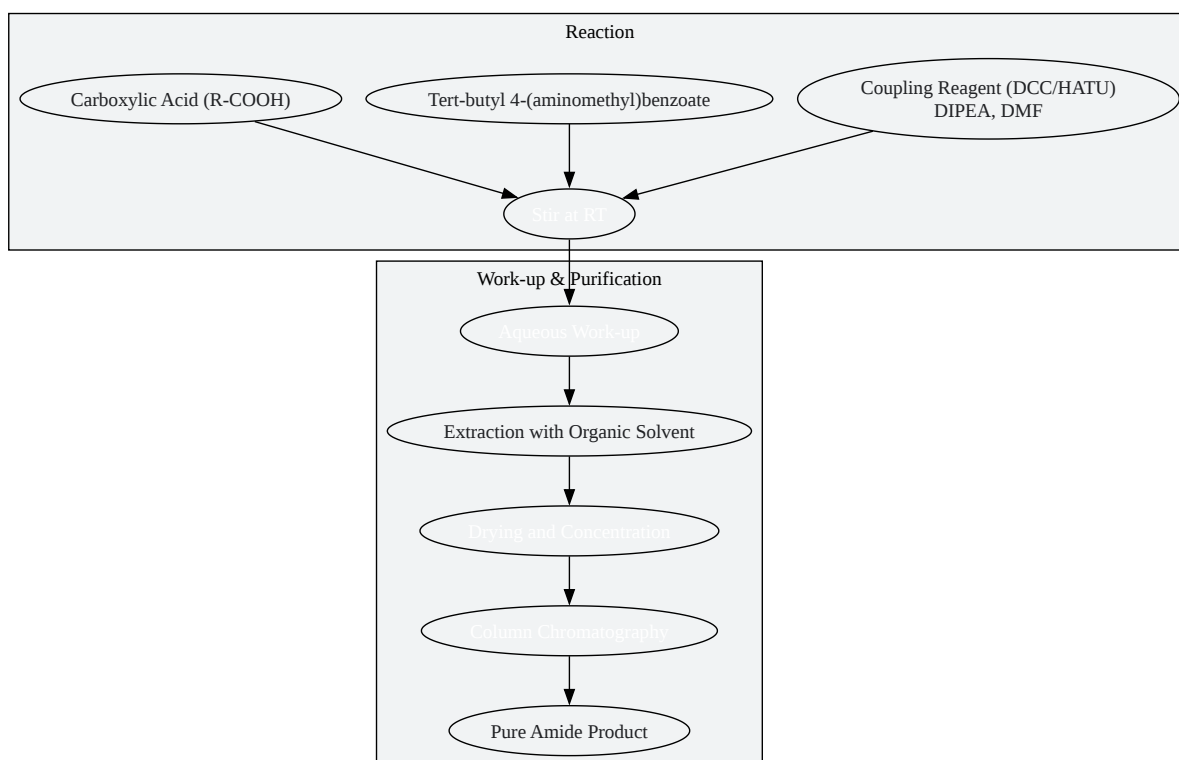 Reaction
Carboxylic Acid (R-COOH)
Tert-butyl 4-(aminomethyl)benzoate
Coupling Reagent (DCC/HATU)
DIPEA, DMF
Stir at RT
Work-up & Purification
Aqueous Work-up
Extraction with Organic Solvent
Drying and Concentration
Column Chromatography
Pure Amide Product